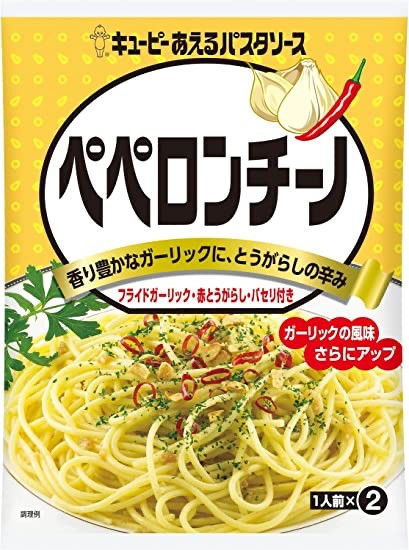 キユーピーあえるパスタソース
ペペロンチーノ
香り豊かなガーリックに、とうがらしの辛み
フライドガーリック・赤とうがらし・パセリ付き
ガーリックの風味
さらにアップ
1人前×2
調理例